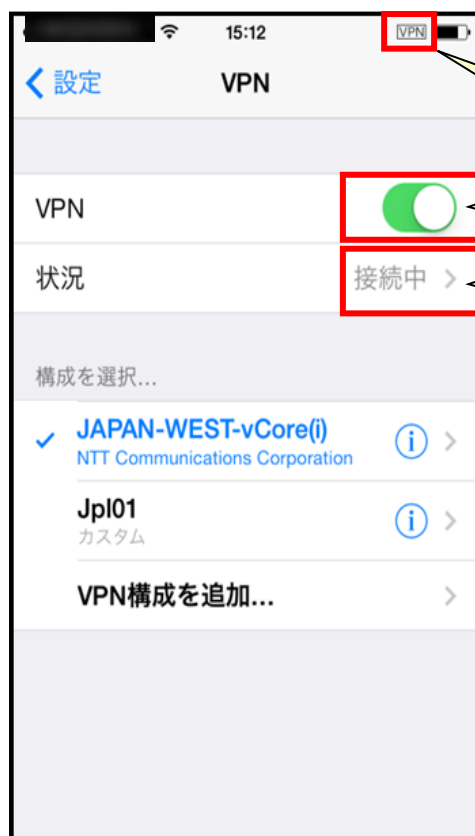 15:12 VPN
設定 VPN
VPN
状況 接続中
構成を選択...
JAPAN-WEST-vCore(i)
NTT Communications Corporation
Jpl01
カスタム
VPN構成を追加...